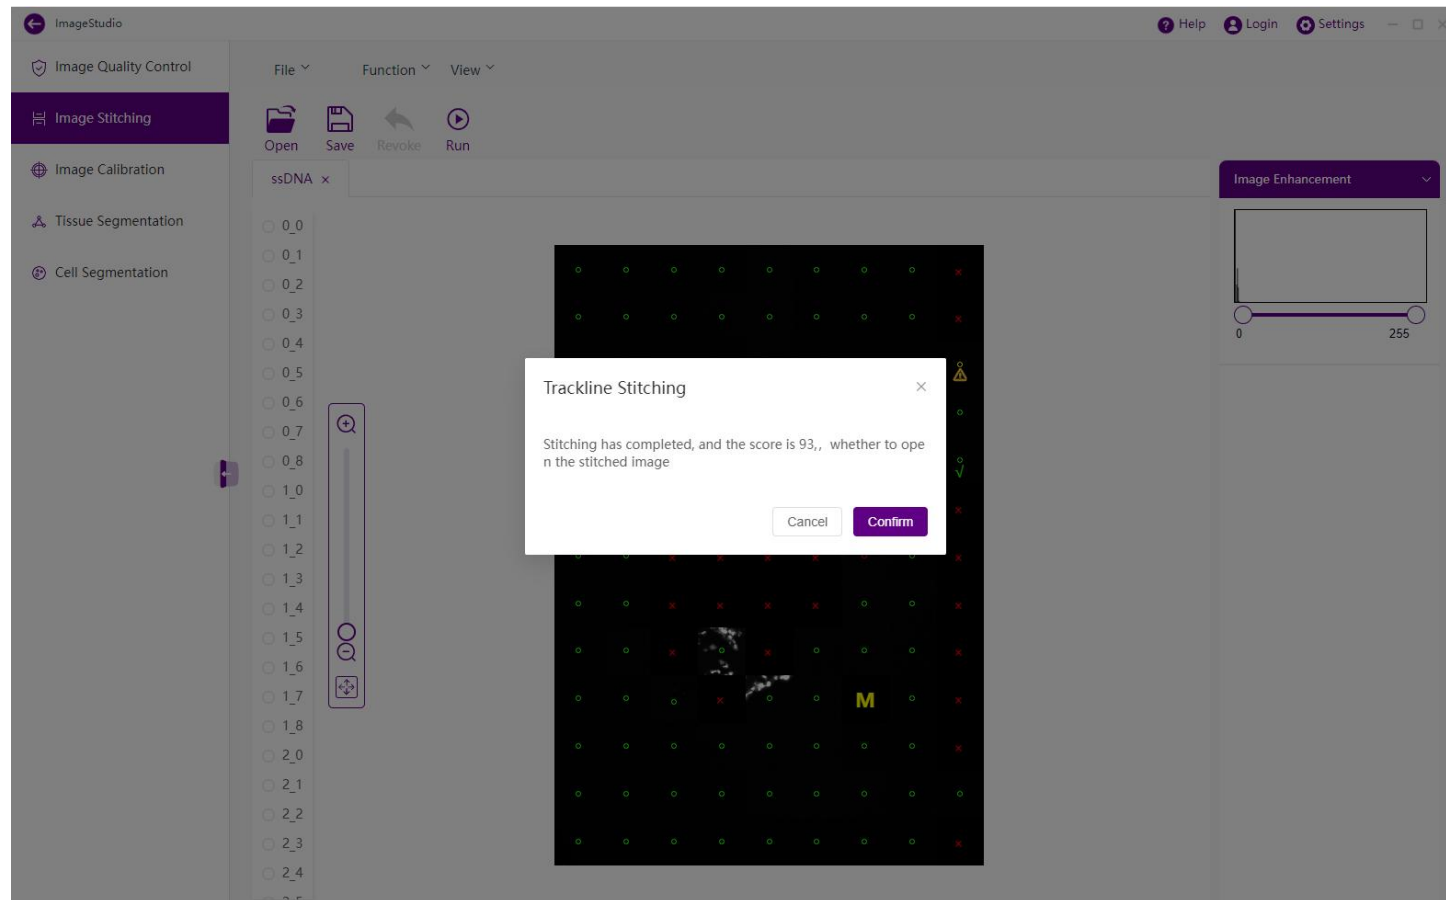 ImageStudio
Help
Login
Settings
Image Quality Control
Image Stitching
Image Calibration
Tissue Segmentation
Cell Segmentation
File
Function
View
Open
Save
Revoke
Run
ssDNA ×
0_0
0_1
0_2
0_3
0_4
0_5
0_6
0_7
0_8
1_0
1_1
1_2
1_3
1_4
1_5
1_6
1_7
1_8
2_0
2_1
2_2
2_3
2_4
Trackline Stitching
Stitching has completed, and the score is 93,, whether to ope
n the stitched image
Cancel
Confirm
M
Image Enhancement
0
255